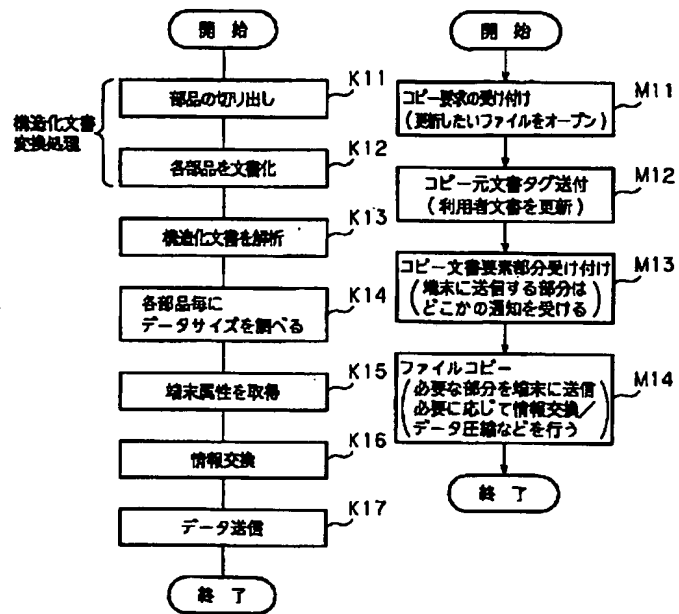 開 始
構造化文書
変換処理
部品の切り出し
K11
各部品を文書化
K12
構造化文書を解析
K13
各部品毎に
データサイズを調べる
K14
端末属性を取得
K15
情報交換
K16
データ送信
K17
終 了
開 始
コピー要求の受け付け
(更新したいファイルをオープン)
M11
コピー元文書タグ送付
(利用者文書を更新)
M12
コピー文書要素部分受け付け
(端末に送信する部分は
どこかの通知を受ける)
M13
ファイルコピー
(必要な部分を端末に送信
必要に応じて情報交換/
データ圧縮などを行う)
M14
終 了